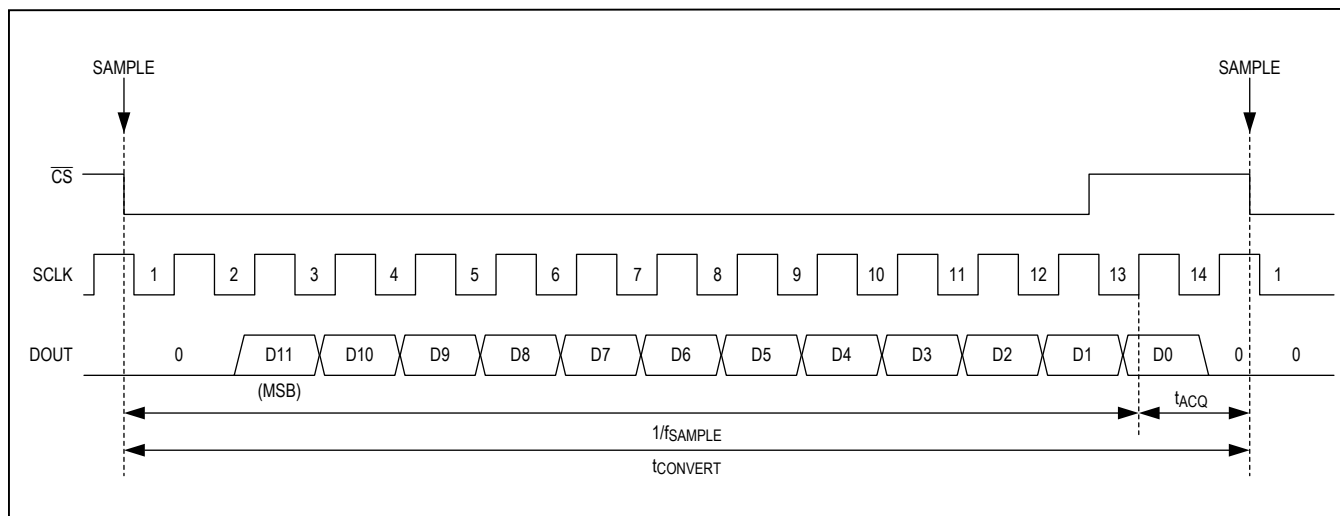 SAMPLE SAMPLE
CS
SCLK 1 2 3 4 5 6 7 8 9 10 11 12 13 14 1
DOUT 0 D11 D10 D9 D8 D7 D6 D5 D4 D3 D2 D1 D0 0 0
(MSB)
tACQ
1/fSAMPLE
tCONVERT